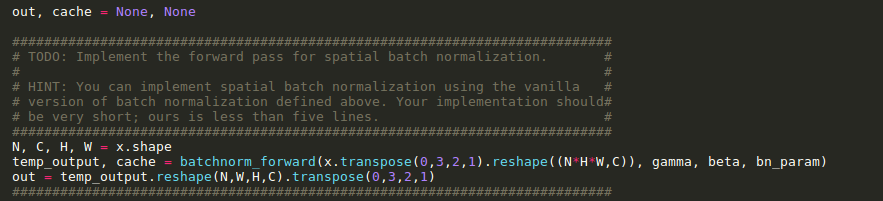 out, cache = None, None
###########################################################################
# TODO: Implement the forward pass for spatial batch normalization.       #
#                                                                         #
# HINT: You can implement spatial batch normalization using the vanilla   #
# version of batch normalization defined above. Your implementation should#
# be very short; ours is less than five lines.                            #
###########################################################################
N, C, H, W = x.shape
temp_output, cache = batchnorm_forward(x.transpose(0,3,2,1).reshape((N*H*W,C)), gamma, beta, bn_param)
out = temp_output.reshape(N,W,H,C).transpose(0,3,2,1)
###########################################################################